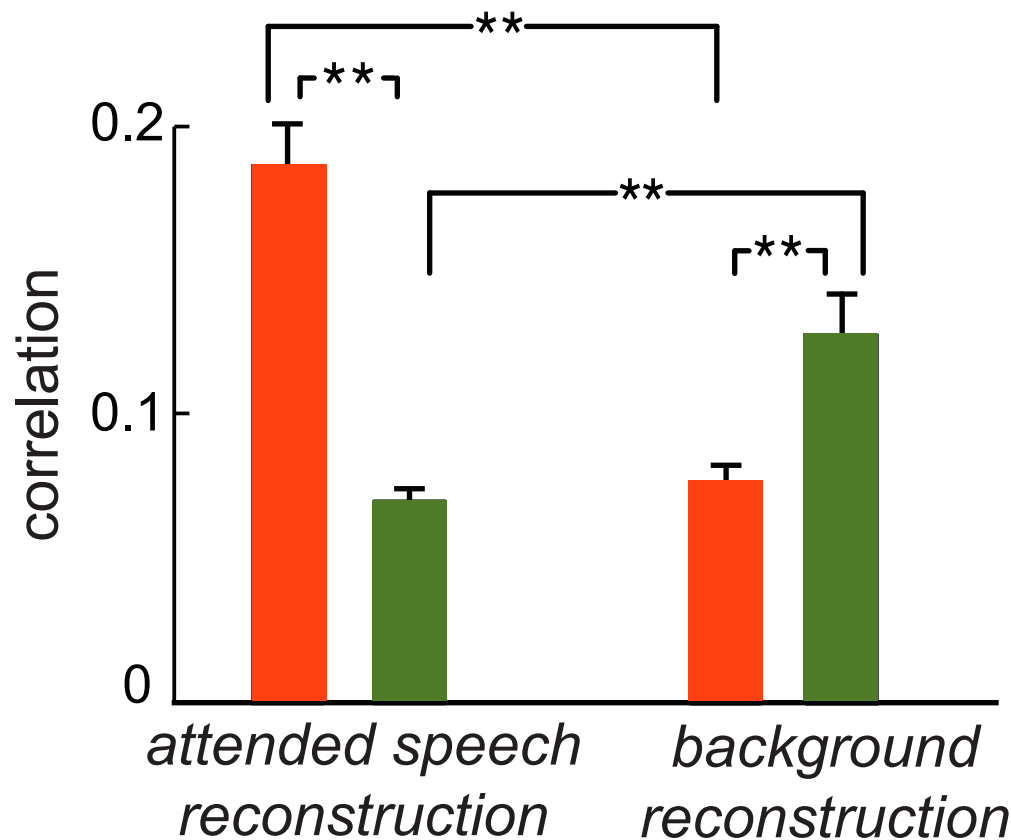 **
**
0.2
**
**
correlation
0.1
0
attended speech
reconstruction
background
reconstruction